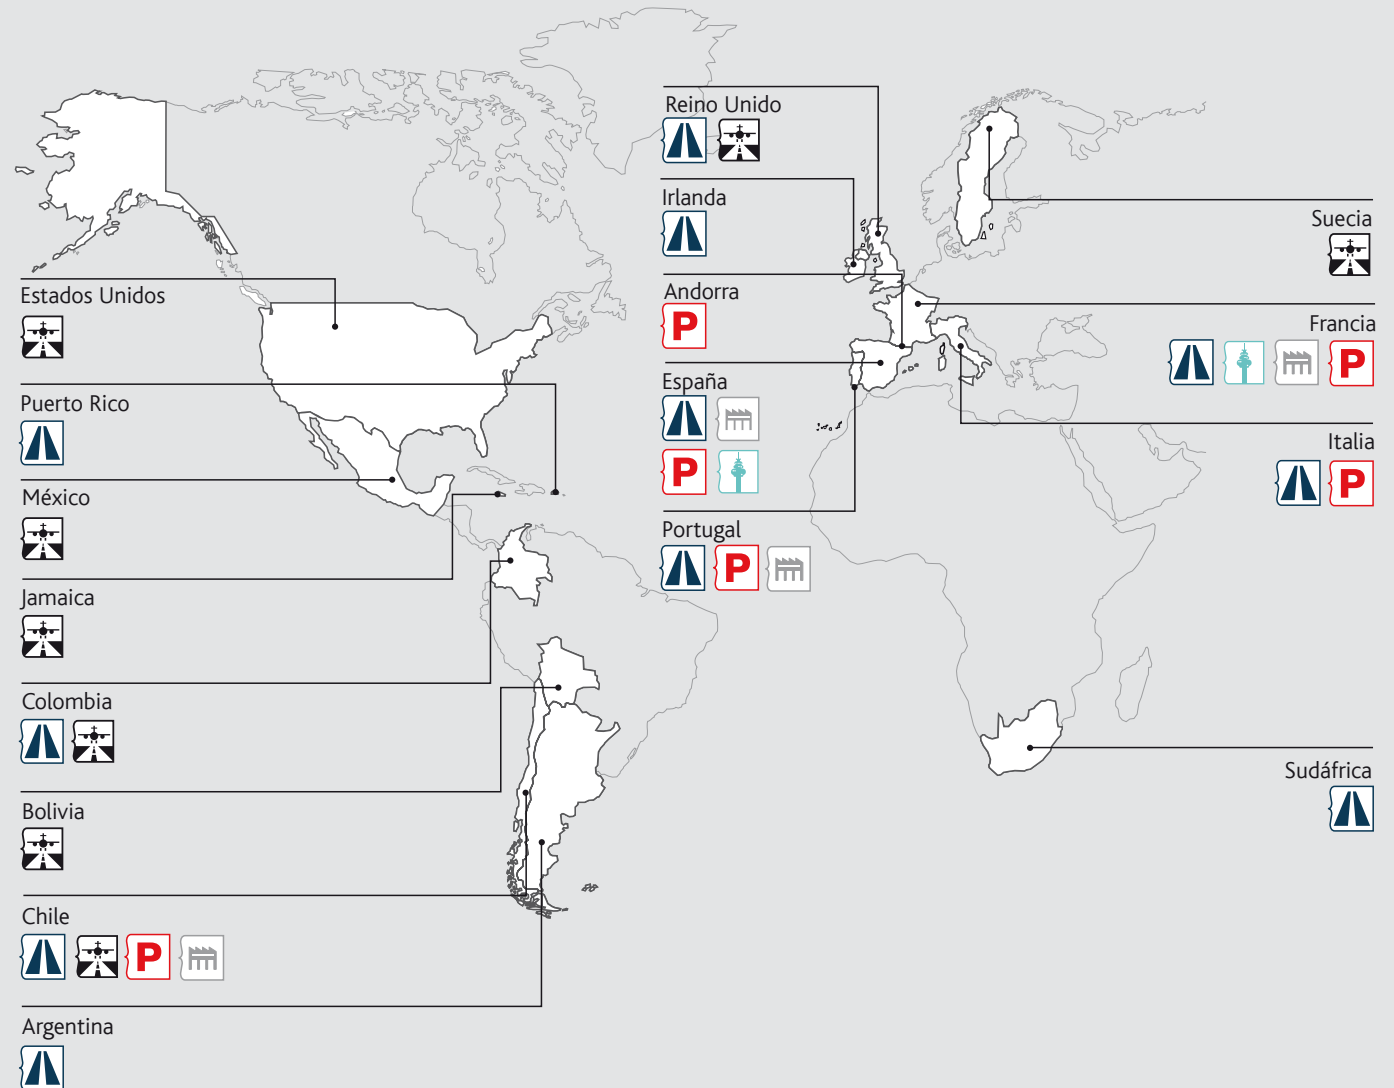 Estados Unidos
Puerto Rico
México
Jamaica
Colombia
Bolivia
Chile
P
Argentina
Reino Unido
Irlanda
Andorra
P
España
P
Portugal
P
Suecia
Francia
P
Italia
P
Sudáfrica